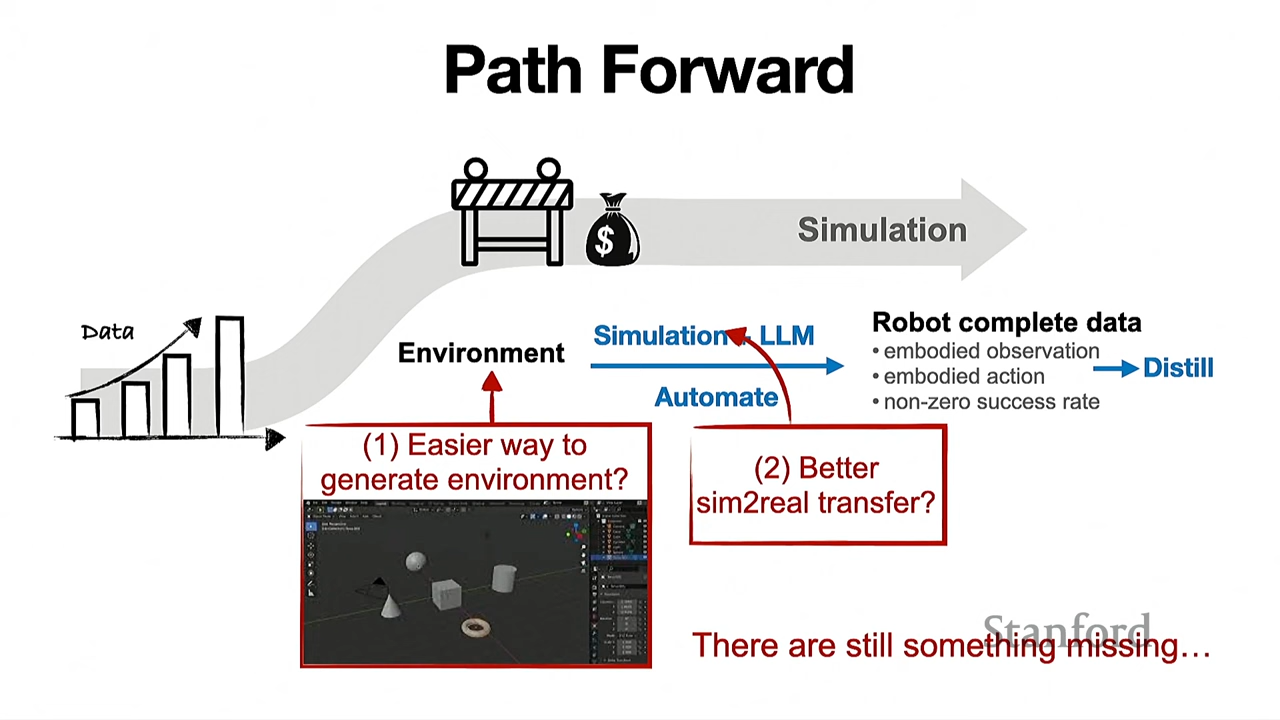 Path Forward
$
Simulation
Data
Environment
Simulation + LLM
Automate
Robot complete data
• embodied observation
• embodied action
• non-zero success rate
Distill
(1) Easier way to
generate environment?
(2) Better
sim2real transfer?
Stanford
There are still something missing…